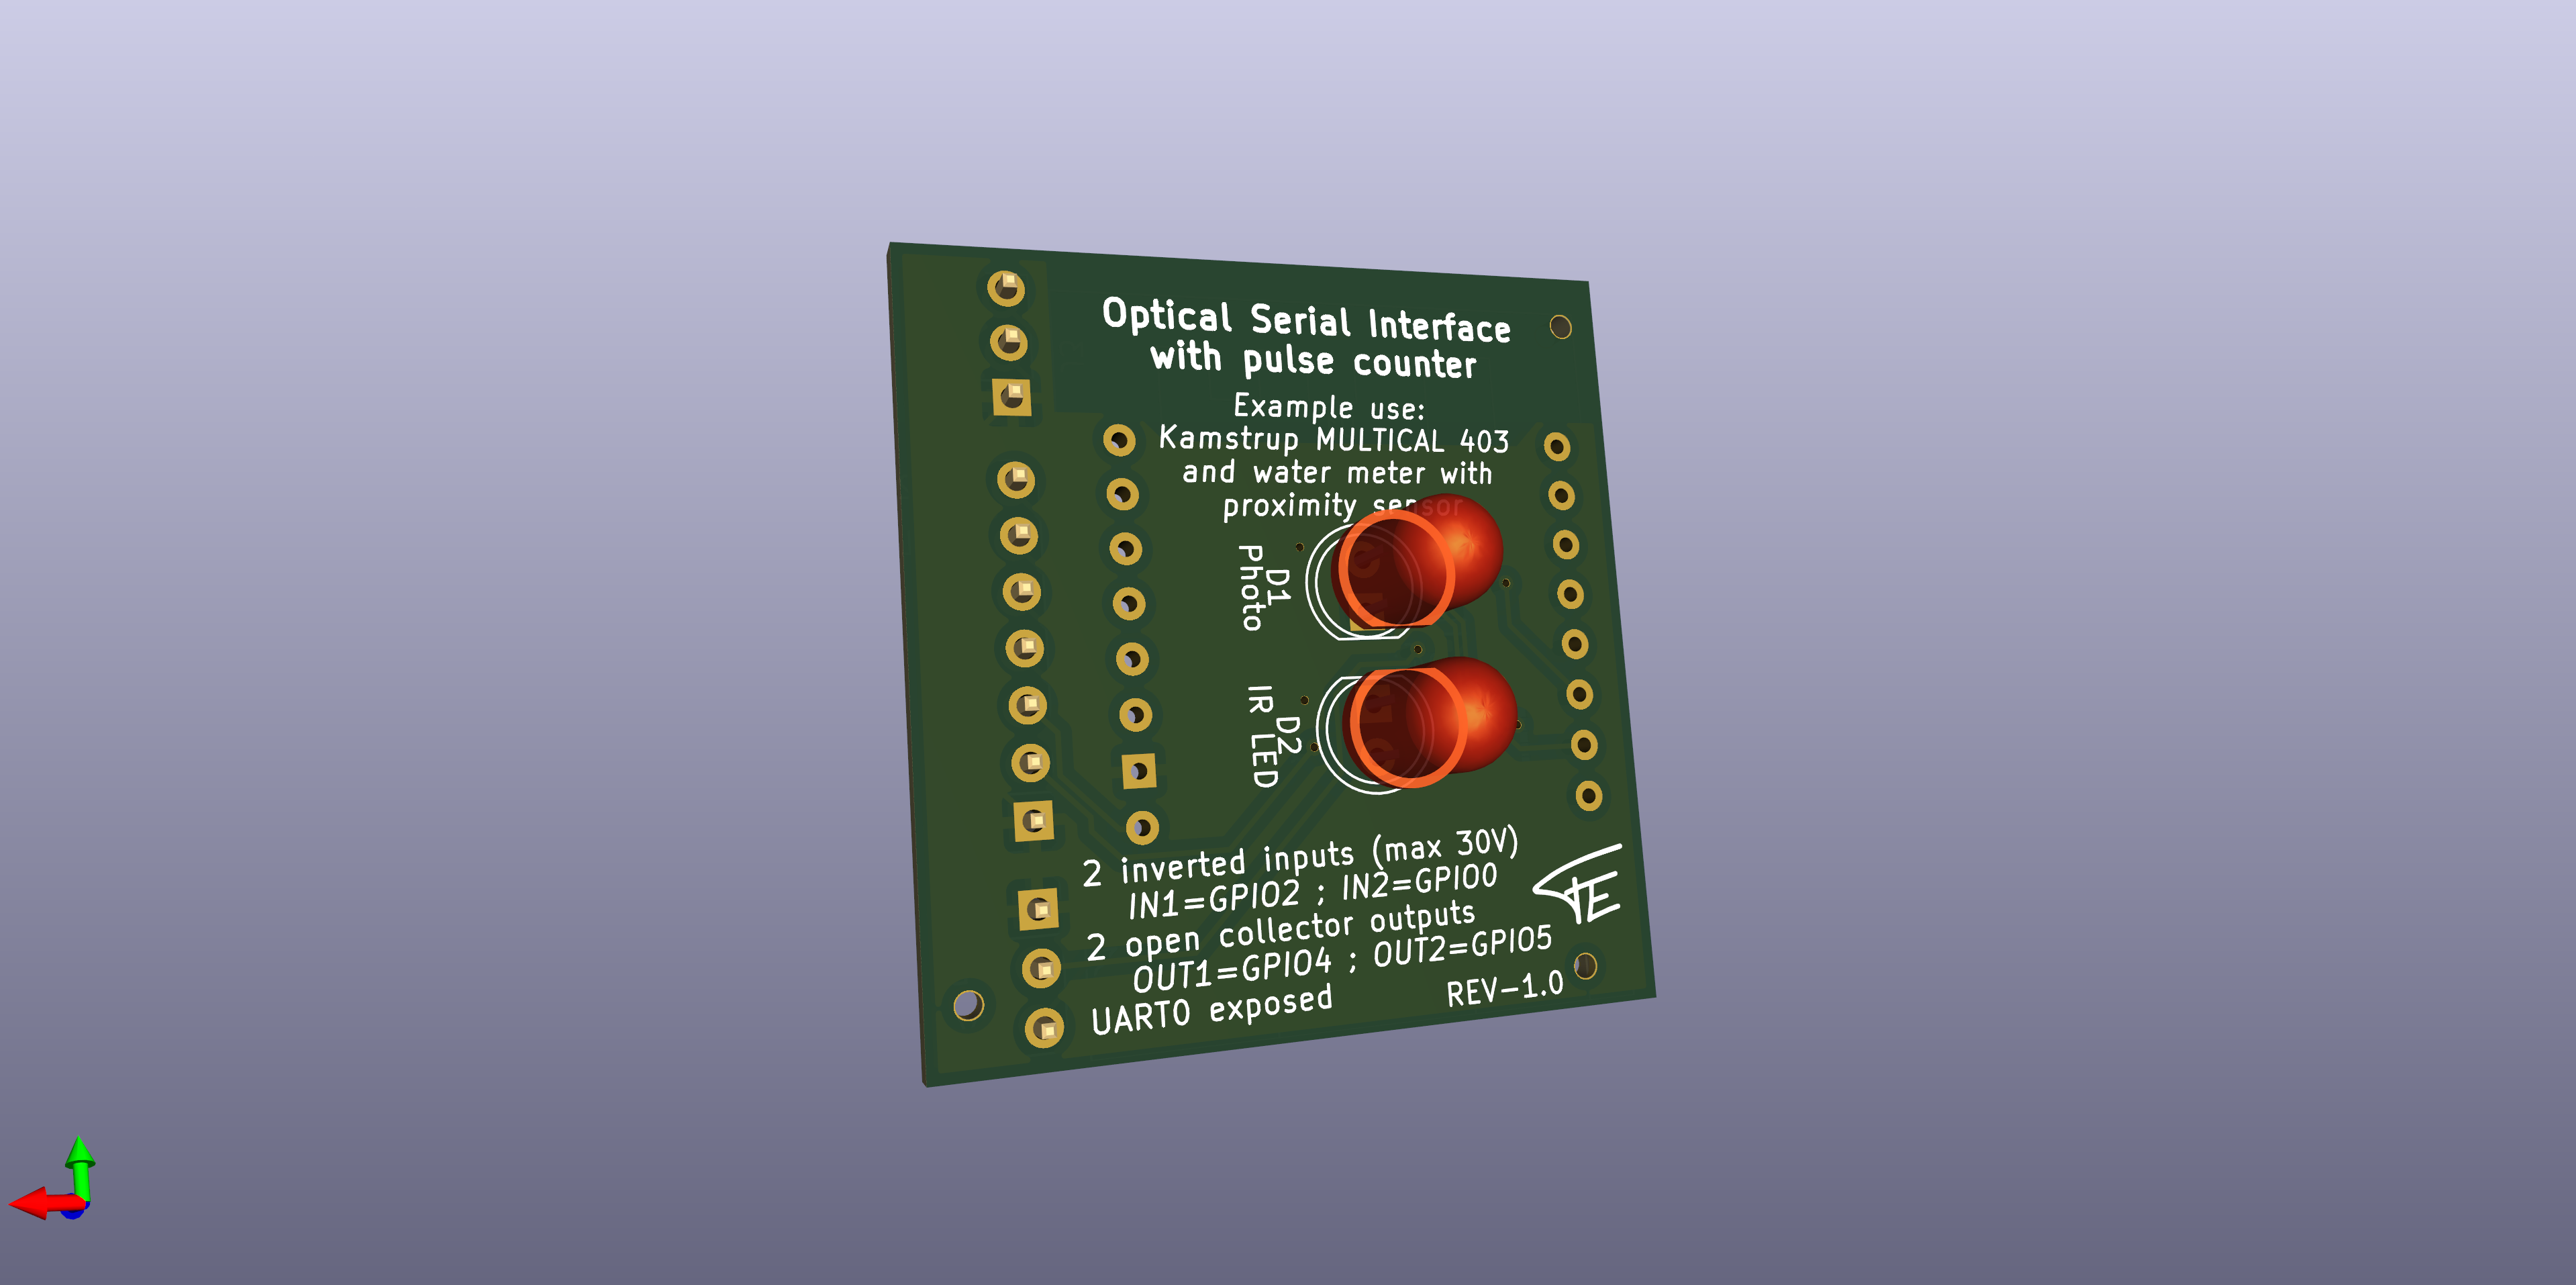 Optical Serial Interface
with pulse counter
Example use:
Kamstrup MULTICAL 403
and water meter with
proximity sensor
D1
Photo
D2
IR LED
2 inverted inputs (max 30V)
IN1=GPIO2 ; IN2=GPIO0
2 open collector outputs
OUT1=GPIO4 ; OUT2=GPIO5
UART0 exposed
REV-1.0